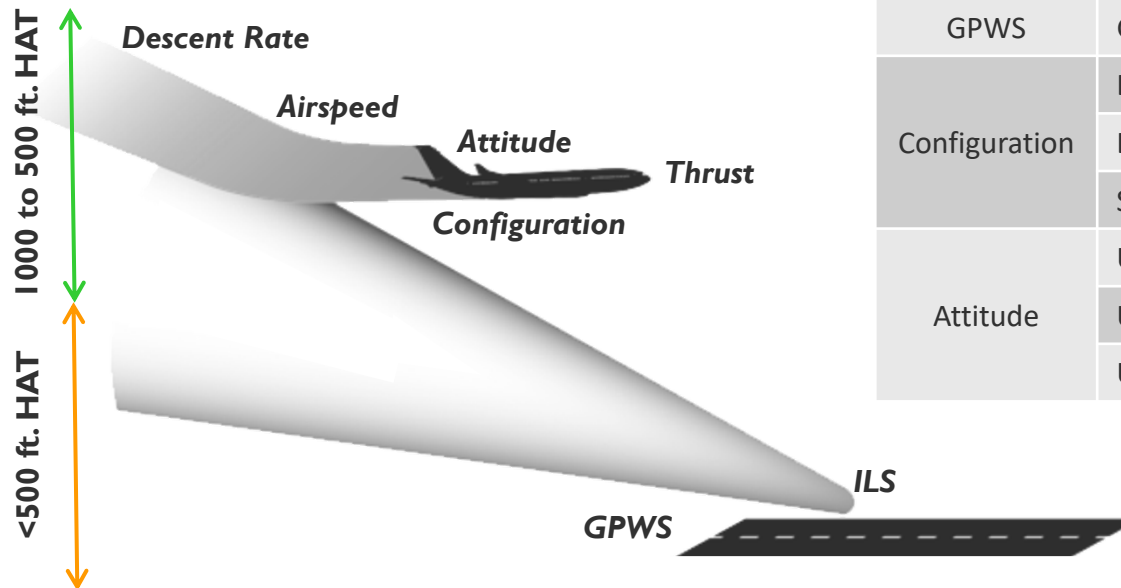 1000 to 500 ft. HAT
<500 ft. HAT
Descent Rate
Airspeed
Attitude
Thrust
Configuration
ILS
GPWS
GPWS
Configuration
Attitude